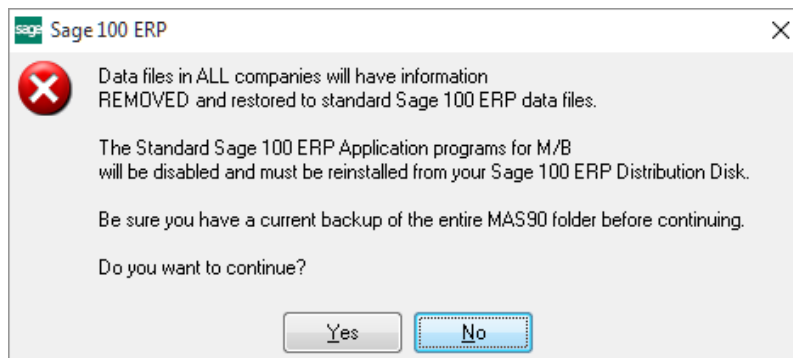 sage Sage 100 ERP
Data files in ALL companies will have information
REMOVED and restored to standard Sage 100 ERP data files.
The Standard Sage 100 ERP Application programs for M/B
will be disabled and must be reinstalled from your Sage 100 ERP Distribution Disk.
Be sure you have a current backup of the entire MAS90 folder before continuing.
Do you want to continue?
Yes No